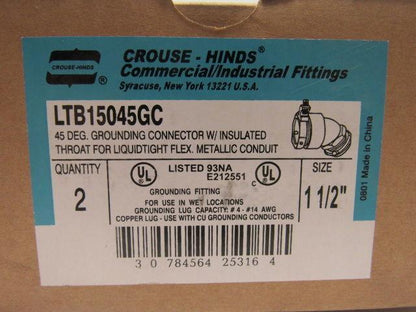 CROUSE-HINDS
®
CROUSE - HINDS®
Commercial/Industrial Fittings
Syracuse, New York 13221 U.S.A.
LTB15045GC
45 DEG. GROUNDING CONNECTOR W/ INSULATED
THROAT FOR LIQUIDTIGHT FLEX. METALLIC CONDUIT
QUANTITY
2
UL
LISTED 93NA
E212551
C UL
SIZE
1 1/2"
GROUNDING FITTING
FOR USE IN WET LOCATIONS
GROUNDING LUG CAPACITY: # 4 - #14 AWG
COPPER LUG - USE WITH CU GROUNDING CONDUCTORS
3 0 784564 25316 4
0801 Made in China